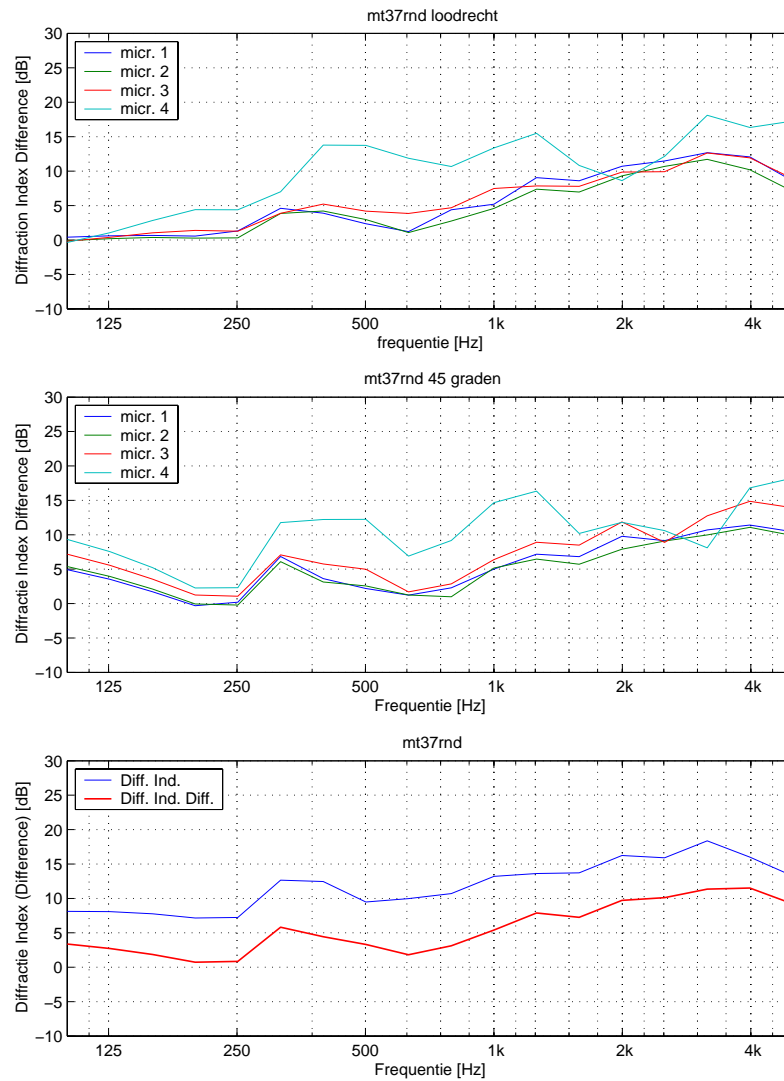 mt37rnd loodrecht
Diffraction Index Difference [dB]
30
25
20
15
10
5
0
−5
−10
micr. 1
micr. 2
micr. 3
micr. 4
125 250 500 1k 2k 4k
frequentie [Hz]
mt37rnd 45 graden
Diffractie Index Difference [dB]
30
25
20
15
10
5
0
−5
−10
micr. 1
micr. 2
micr. 3
micr. 4
125 250 500 1k 2k 4k
Frequentie [Hz]
mt37rnd
Diffractie Index (Difference) [dB]
30
25
20
15
10
5
0
−5
−10
Diff. Ind.
Diff. Ind. Diff.
125 250 500 1k 2k 4k
Frequentie [Hz]